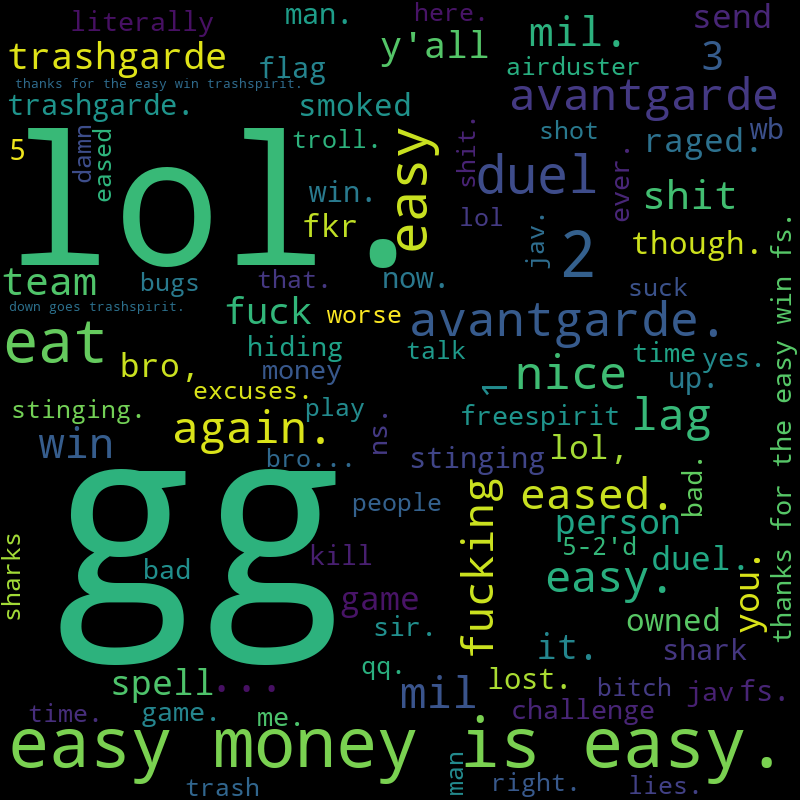 literally
man.
here.
send
trashgarde
y'all
mil.
3
flag
airduster
thanks for the easy win trashspirit.
avantgarde
trashgarde.
smoked
5
damn
eased
lol.
troll.
easy
shit.
shot
raged.
wb
win.
duel
ever.
shit
fkr
lol
jav.
2
though.
team
bugs
that.
now.
suck
down goes trashspirit.
fuck
worse
avantgarde.
eat
hiding
talk
time
yes.
bro,
money
1
nice
up.
excuses.
stinging.
play
freespirit
lag
again.
ns.
win
bro...
stinging
lol,
bad.
thanks for the easy win fs.
gg
people
fucking
eased.
person
5-2'd
sharks
bad
kill
easy.
duel.
you.
game
owned
sir.
it.
shark
qq.
spell
...
mil
lost.
bitch
jav
fs.
time.
game.
me.
challenge
easy money is easy.
trash
man
right.
lies.